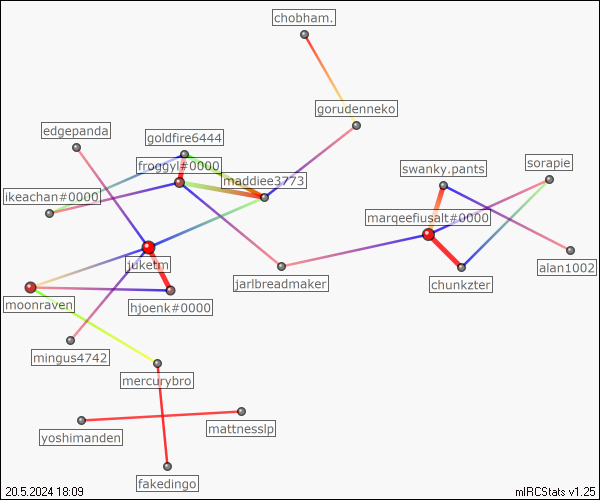 chobham.
gorudenneko
edgepanda
goldfire6444
froggyl#0000
maddiee3773
swanky.pants
sorapie
ikeachan#0000
marqeefiusalt#0000
juketm
jarlbreadmaker
chunkzter
alan1002
moonraven
hjoenk#0000
mingus4742
mercurybro
yoshimanden
mattnesslp
fakedingo
20.5.2024 18:09
mIRCStats v1.25